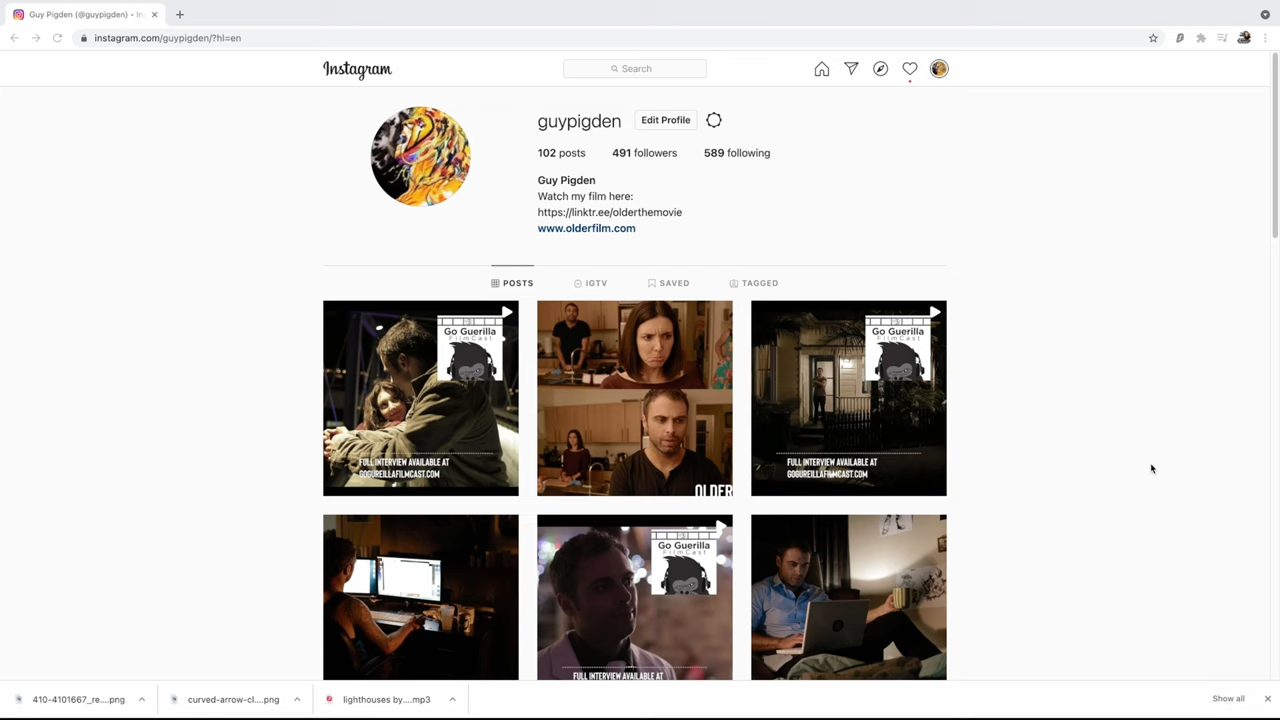 Guy Pigden (@guypigden) • In
instagram.com/guypigden/?hl=en
Instagram
Search
guypigden
Edit Profile
102 posts 491 followers 589 following
Guy Pigden
Watch my film here:
https://linktr.ee/olderthemovie
www.olderfilm.com
POSTS IGTV SAVED TAGGED
Go Guerilla
FilmCast
FULL INTERVIEW AVAILABLE AT
GOGUREILLAFILMCAST.COM
OLDER
Go Guerilla
FilmCast
FULL INTERVIEW AVAILABLE AT
GOGUREILLAFILMCAST.COM
Go Guerilla
FilmCast
FULL INTERVIEW AVAILABLE AT
410-4101667_re....png
curved-arrow-cl....png
lighthouses by....mp3
Show all